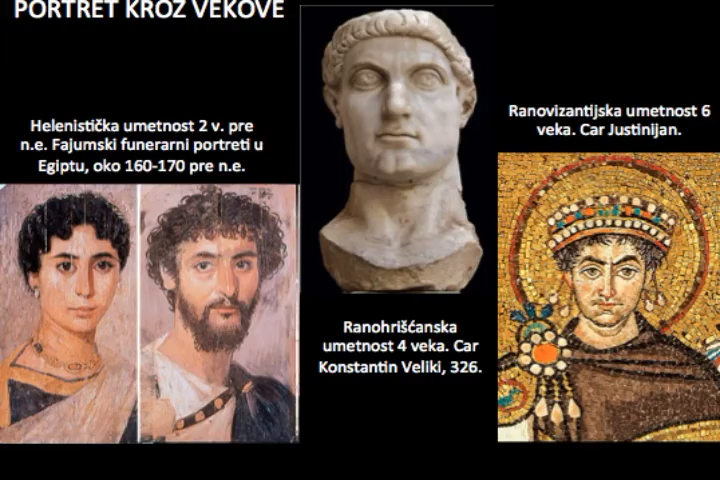 PORTRET KROZ VEKOVE
Helenistička umetnost 2 v. pre
n.e. Fajumski funerarni portreti u
Egiptu, oko 160-170 pre n.e.
Ranohrišćanska
umetnost 4 veka. Car
Konstantin Veliki, 326.
Ranovizantijska umetnost 6
veka. Car Justinijan.